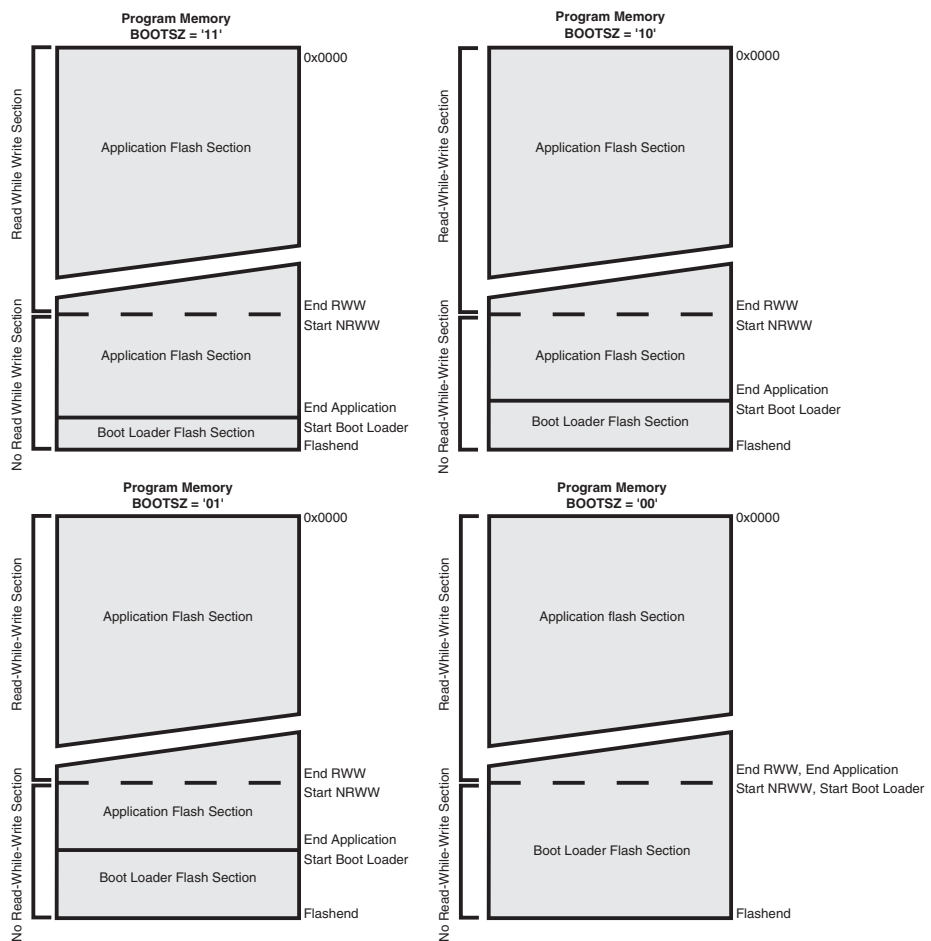 Program Memory
BOOTSZ = '11'
0x0000
Read While Write Section
Application Flash Section
End RWW
Start NRWW
No Read While Write Section
Application Flash Section
End Application
Start Boot Loader
Boot Loader Flash Section
Flashend
Program Memory
BOOTSZ = '10'
0x0000
Read-While-Write Section
Application Flash Section
End RWW
Start NRWW
No Read-While-Write Section
Application Flash Section
End Application
Start Boot Loader
Boot Loader Flash Section
Flashend
Program Memory
BOOTSZ = '01'
0x0000
Read-While-Write Section
Application Flash Section
End RWW
Start NRWW
No Read-While-Write Section
Application Flash Section
End Application
Start Boot Loader
Boot Loader Flash Section
Flashend
Program Memory
BOOTSZ = '00'
0x0000
Read-While-Write Section
Application flash Section
End RWW, End Application
Start NRWW, Start Boot Loader
No Read-While-Write Section
Boot Loader Flash Section
Flashend